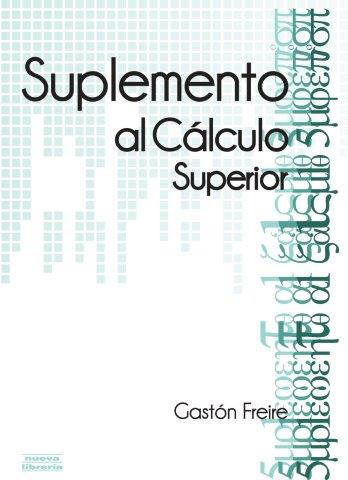 Suplemento
al Cálculo
Superior
Gastón Freire
nueva
librería